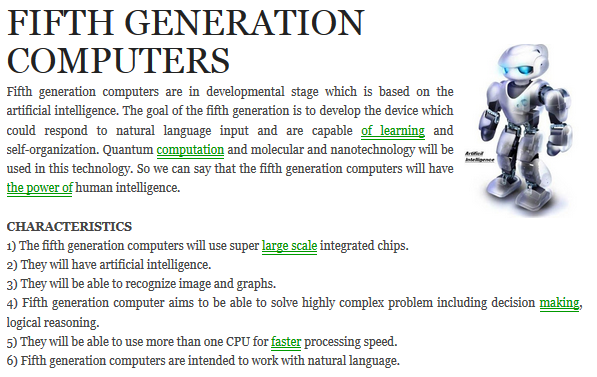 FIFTH GENERATION
COMPUTERS
Fifth generation computers are in developmental stage which is based on the
artificial intelligence. The goal of the fifth generation is to develop the device which
could respond to natural language input and are capable of learning and
self-organization. Quantum computation and molecular and nanotechnology will be
used in this technology. So we can say that the fifth generation computers will have
the power of human intelligence.
Artificil
Intelligence
CHARACTERISTICS
1) The fifth generation computers will use super large scale integrated chips.
2) They will have artificial intelligence.
3) They will be able to recognize image and graphs.
4) Fifth generation computer aims to be able to solve highly complex problem including decision making,
logical reasoning.
5) They will be able to use more than one CPU for faster processing speed.
6) Fifth generation computers are intended to work with natural language.